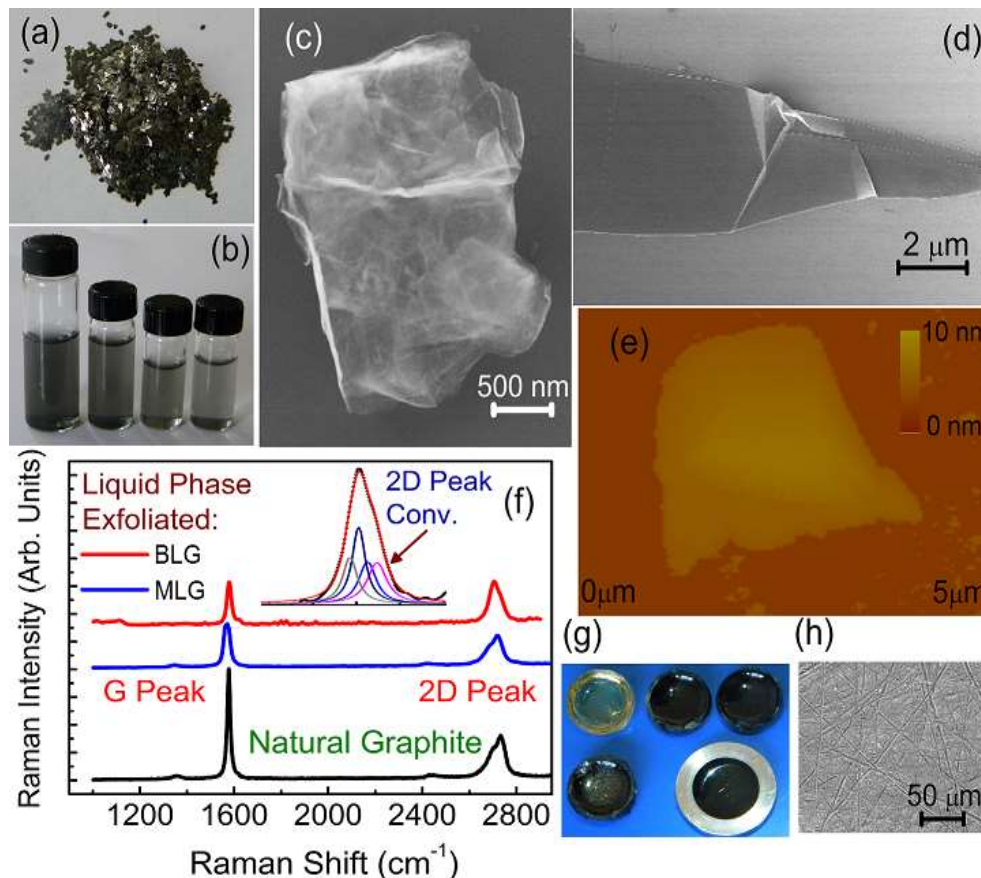 (a)
(b)
(c)
500 nm
(d)
2 μm
(e)
10 nm
0 nm
0μm
5μm
(f)
Liquid Phase
Exfoliated:
BLG
MLG
2D Peak
Conv.
G Peak
2D Peak
Natural Graphite
Raman Intensity (Arb. Units)
1200
1600
2000
2400
2800
Raman Shift (cm⁻¹)
(g)
(h)
50 μm